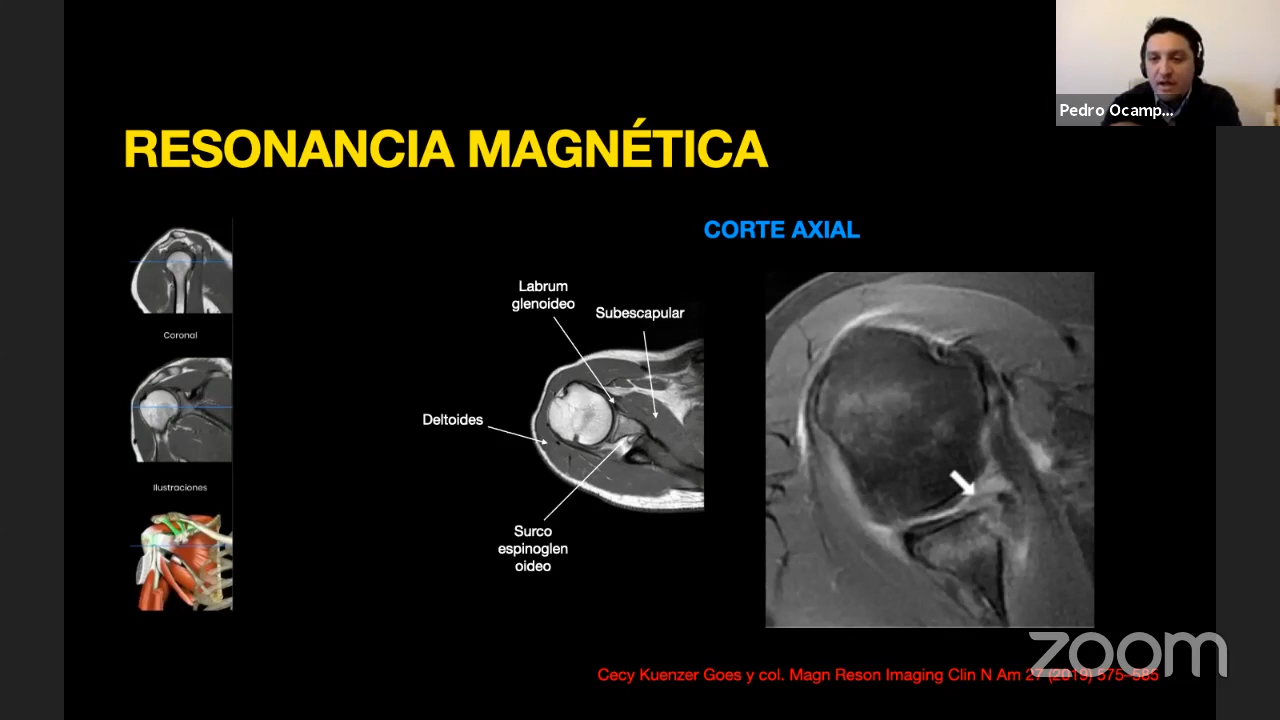 Pedro Ocamp...
RESONANCIA MAGNÉTICA
CORTE AXIAL
Labrum
glenoideo
Subescapular
Coronal
Deltoides
Ilustraciones
Surco
espinoglen
oideo
Cecy Kuenzer Goes y col. Magn Reson Imaging Clin N Am 27 (2019) 575–585
zoom